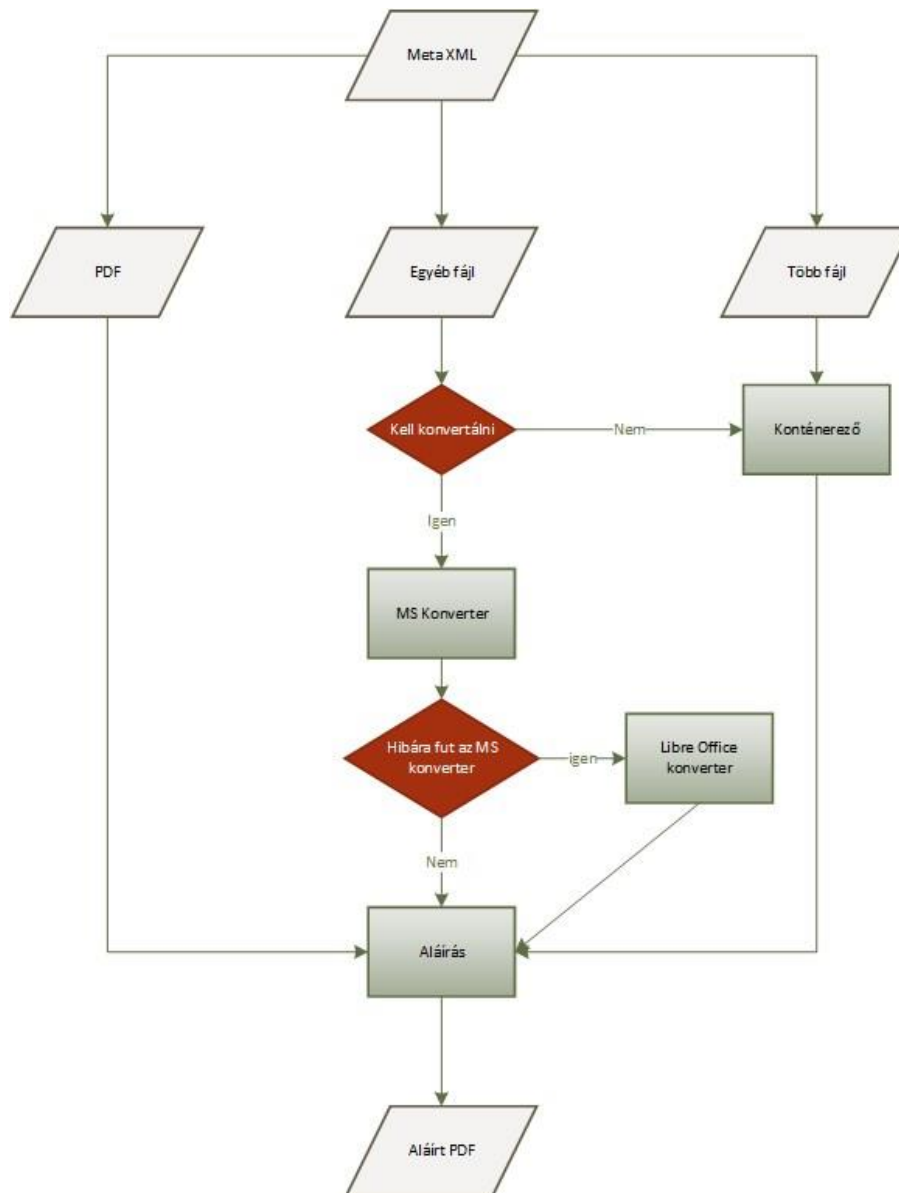 Meta XML
PDF
Egyéb fájl
Több fájl
Kell konvertálni
Nem
Konténerező
Igen
MS Konverter
Hibára fut az MS
konverter
igen
Libre Office
konverter
Nem
Aláírás
Aláírt PDF